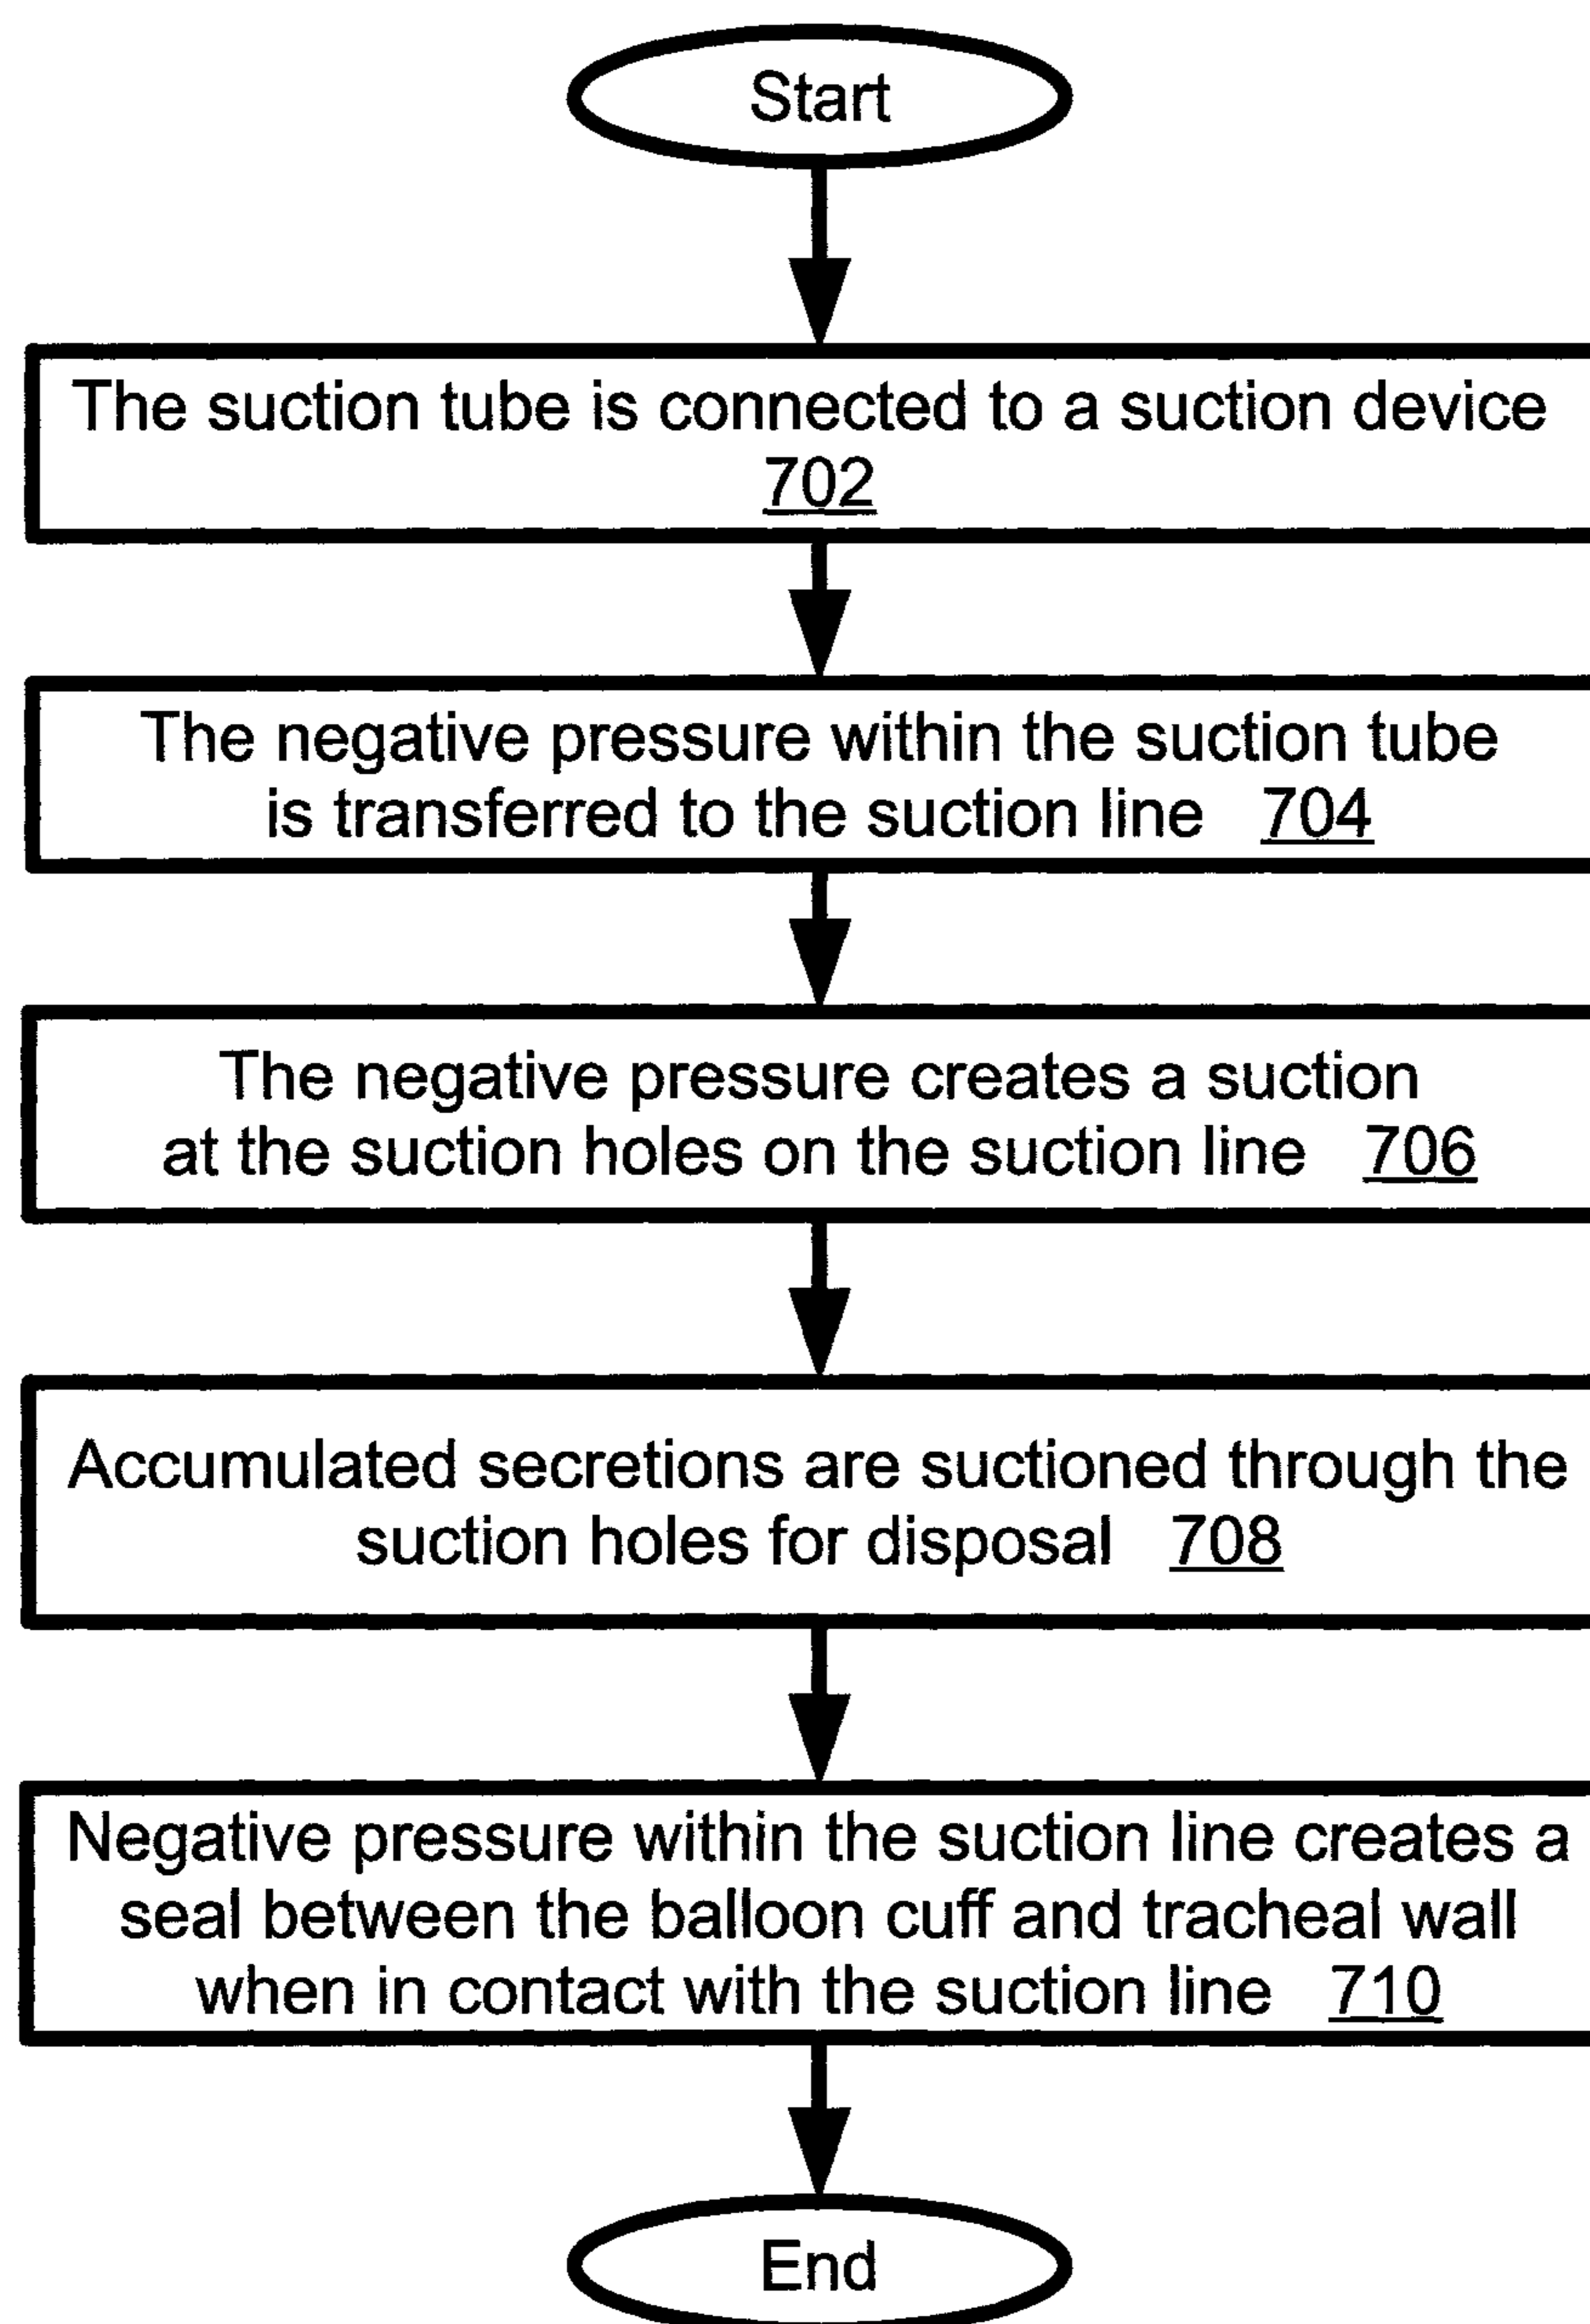 Start
The suction tube is connected to a suction device
702
The negative pressure within the suction tube
is transferred to the suction line 704
The negative pressure creates a suction
at the suction holes on the suction line 706
Accumulated secretions are suctioned through the
suction holes for disposal 708
Negative pressure within the suction line creates a
seal between the balloon cuff and tracheal wall
when in contact with the suction line 710
End